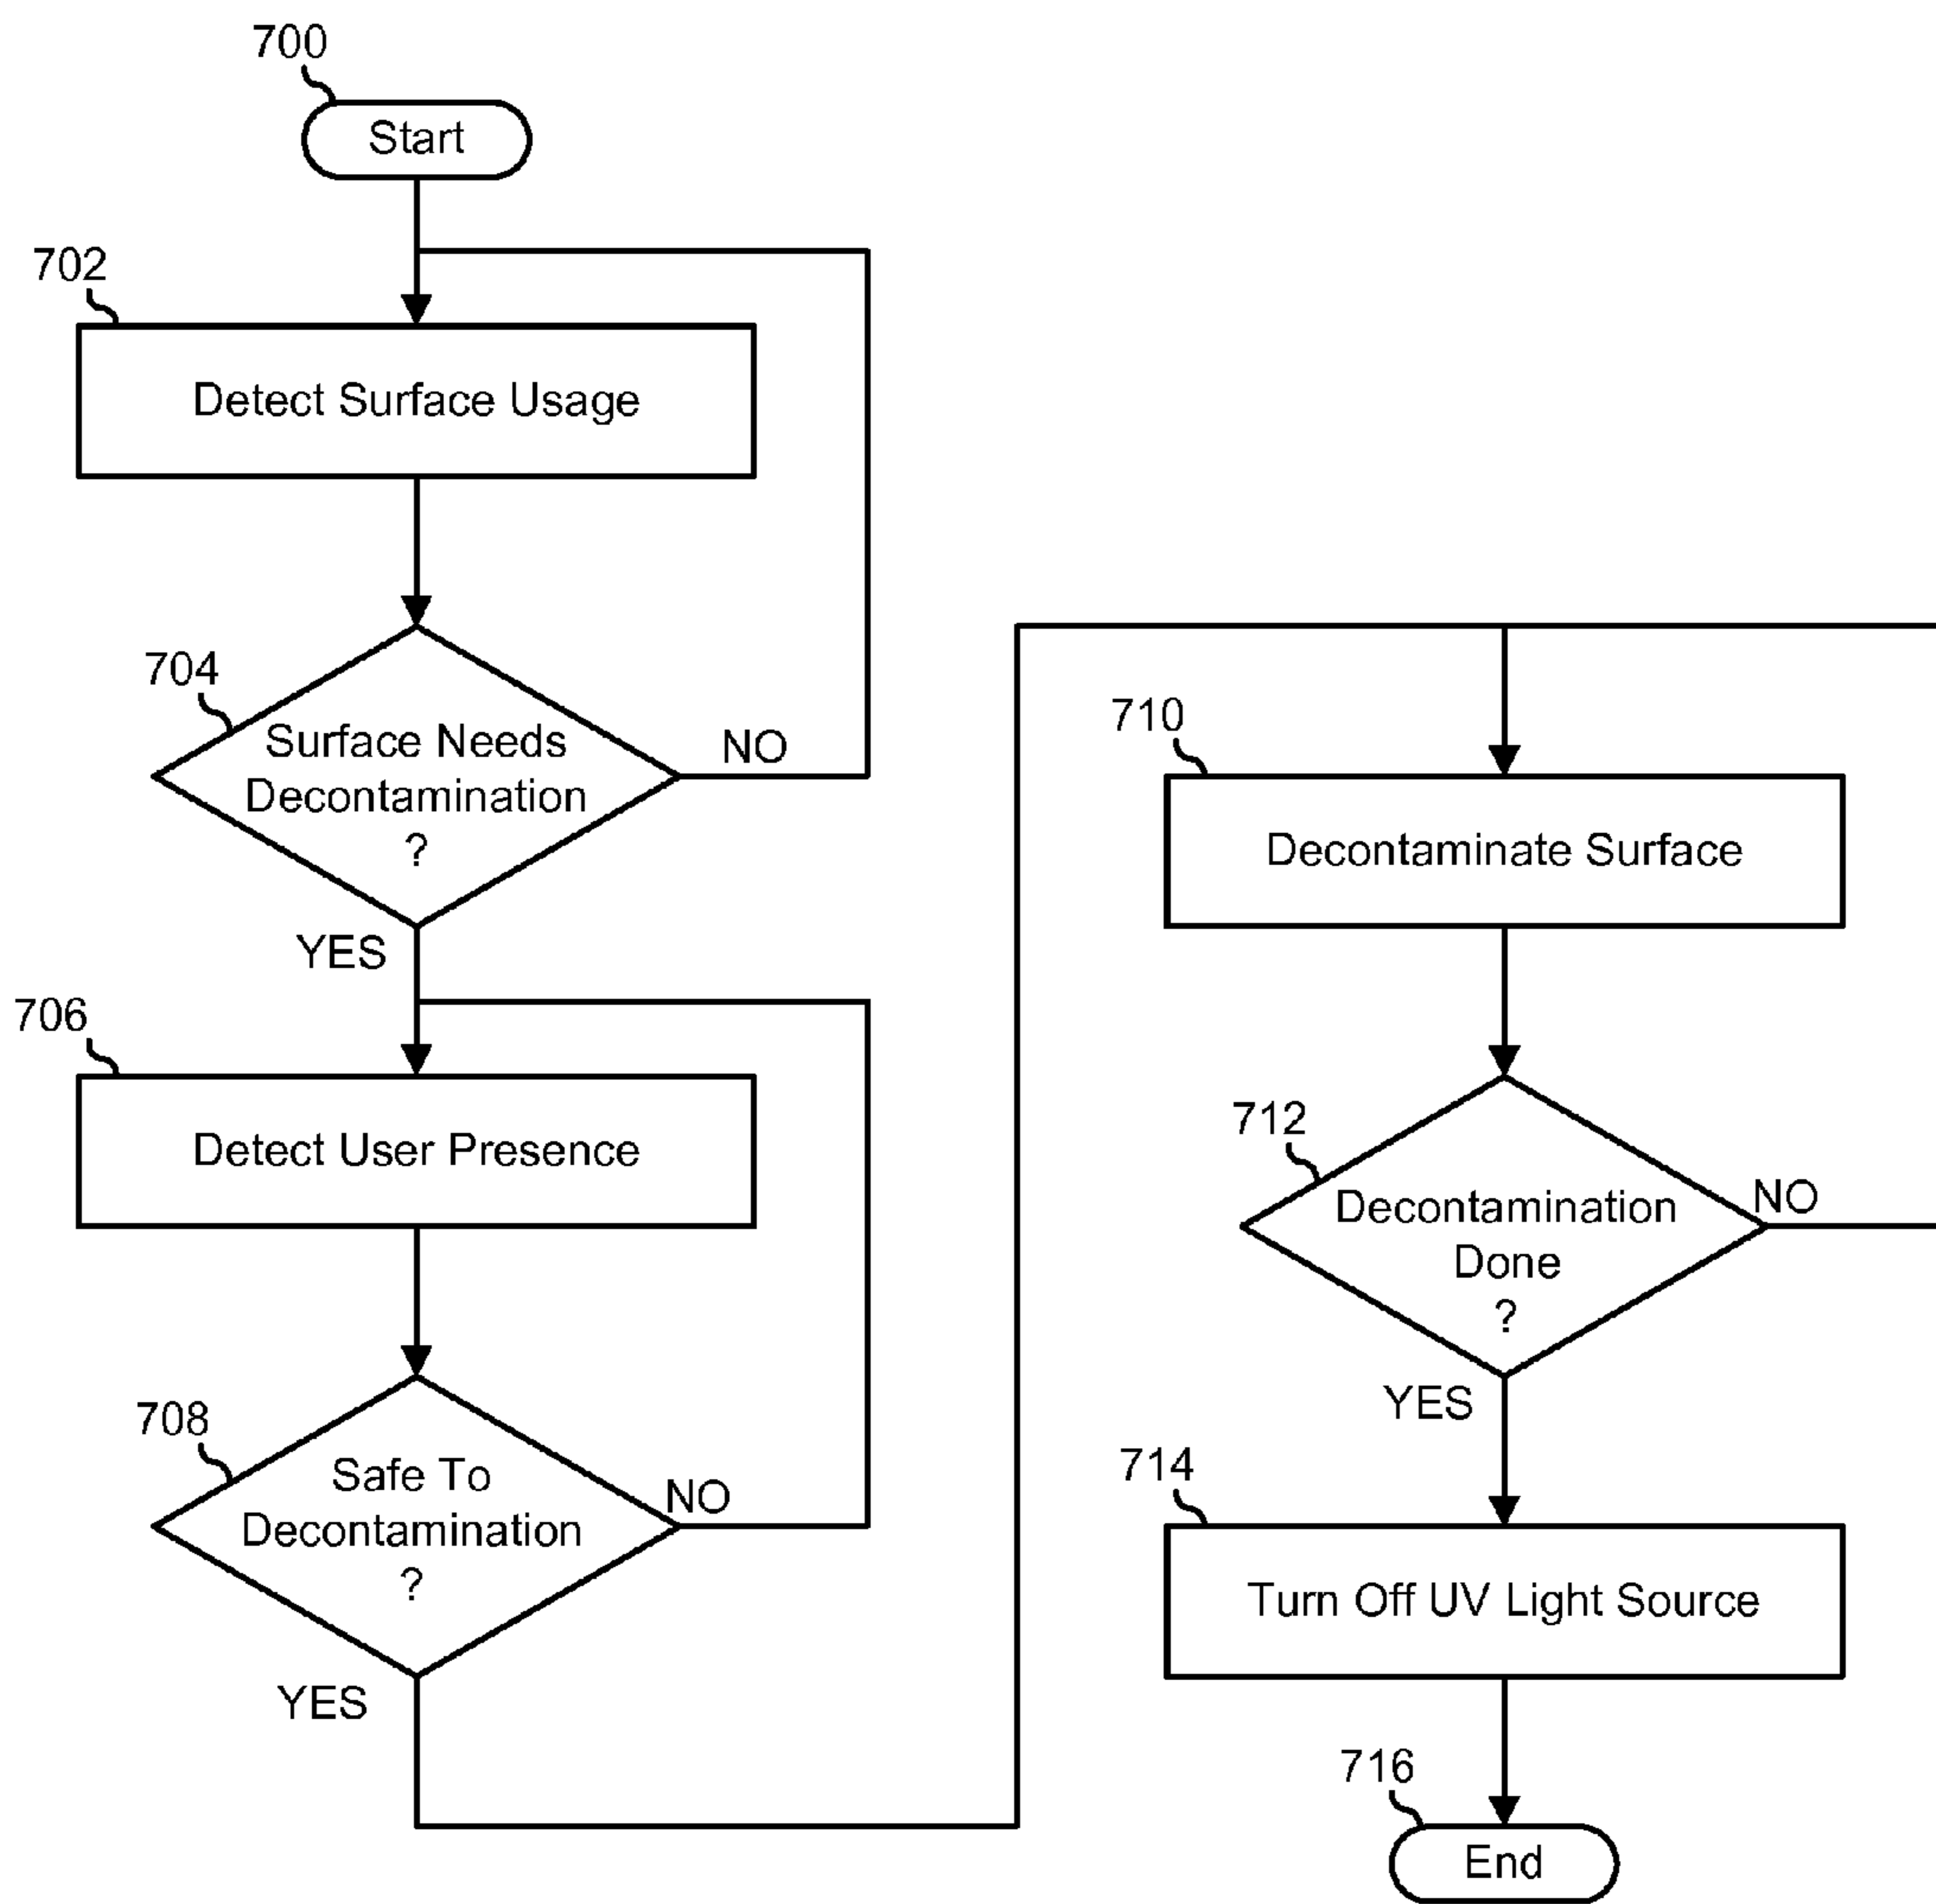 700
Start
702
Detect Surface Usage
704
Surface Needs
Decontamination
?
NO
YES
706
Detect User Presence
708
Safe To
Decontamination
?
NO
YES
710
Decontaminate Surface
712
Decontamination
Done
?
NO
YES
714
Turn Off UV Light Source
716
End